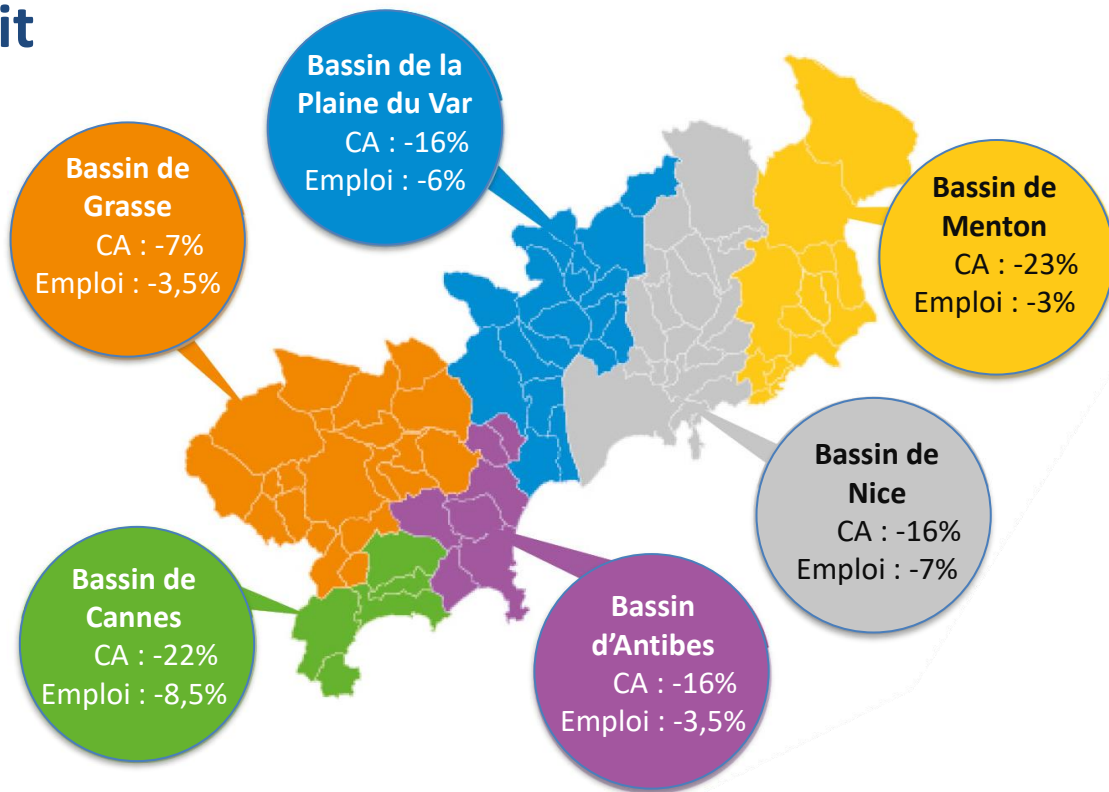 it
Bassin de la
Plaine du Var
CA : -16%
Emploi : -6%
Bassin de
Grasse
CA : -7%
Emploi : -3,5%
Bassin de
Menton
CA : -23%
Emploi : -3%
Bassin de
Nice
CA : -16%
Emploi : -7%
Bassin de
Cannes
CA : -22%
Emploi : -8,5%
Bassin
d’Antibes
CA : -16%
Emploi : -3,5%